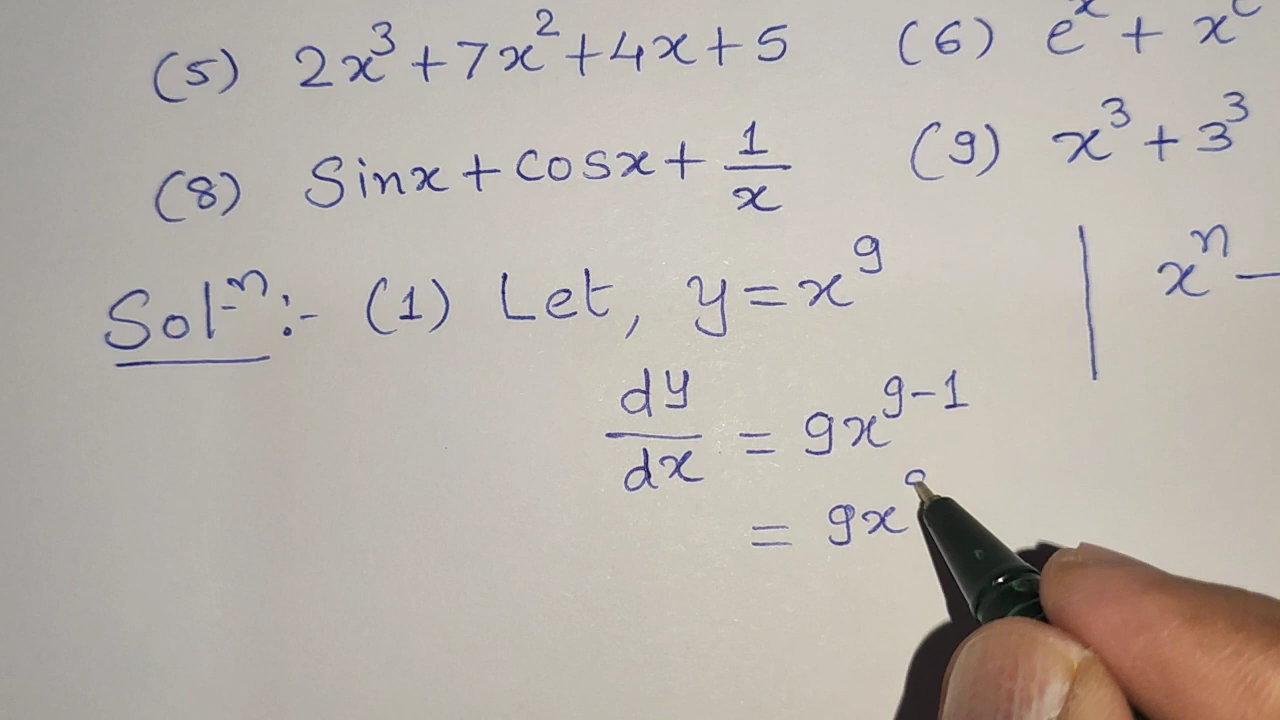 (5) 2x³+7x²+4x+5 (6) eˣ + x
(8) Sinx+cosx+ 1/x (9) x³+3³
Solⁿ:- (1) Let, y=x⁹ | xⁿ –
dy/dx = 9x⁹⁻¹
= 9x